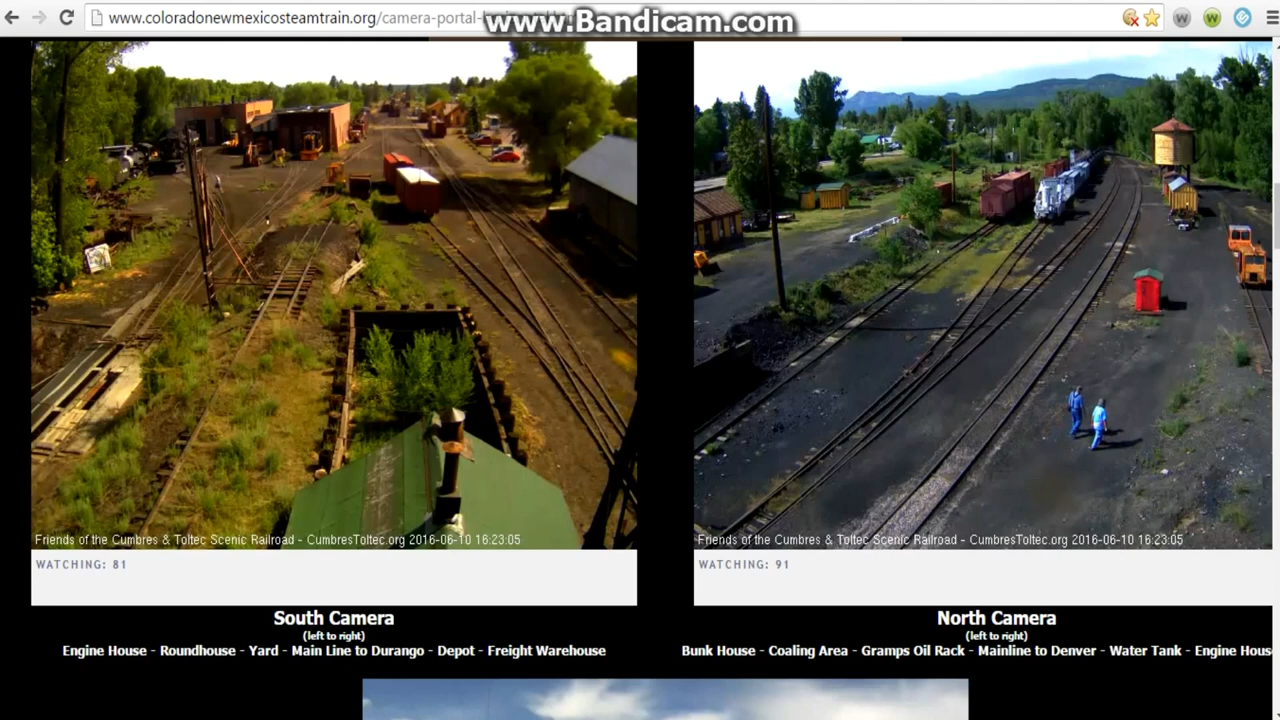 www.coloradonewmexicosteamtrain.org/camera-portal-
www.Bandicam.com
Friends of the Cumbres & Toltec Scenic Railroad - CumbresToltec.org 2016-06-10 16:23:05
Friends of the Cumbres & Toltec Scenic Railroad - CumbresToltec.org 2016-06-10 16:23:05
WATCHING: 81
WATCHING: 91
South Camera
(left to right)
Engine House - Roundhouse - Yard - Main Line to Durango - Depot - Freight Warehouse
North Camera
(left to right)
Bunk House - Coaling Area - Gramps Oil Rack - Mainline to Denver - Water Tank - Engine Hous